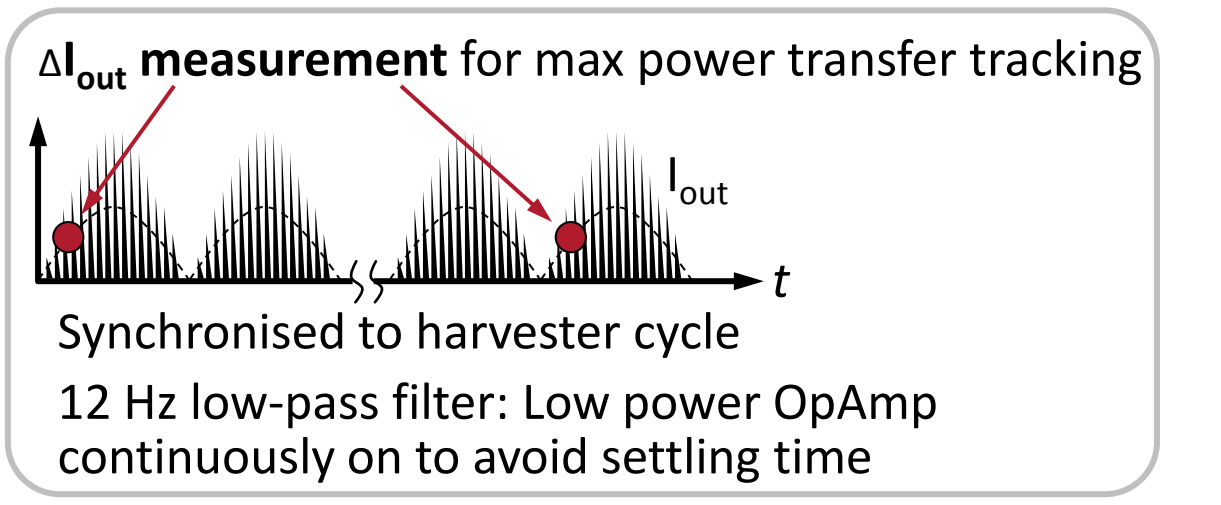 ΔIout measurement for max power transfer tracking
Iout
t
Synchronised to harvester cycle
12 Hz low-pass filter: Low power OpAmp
continuously on to avoid settling time